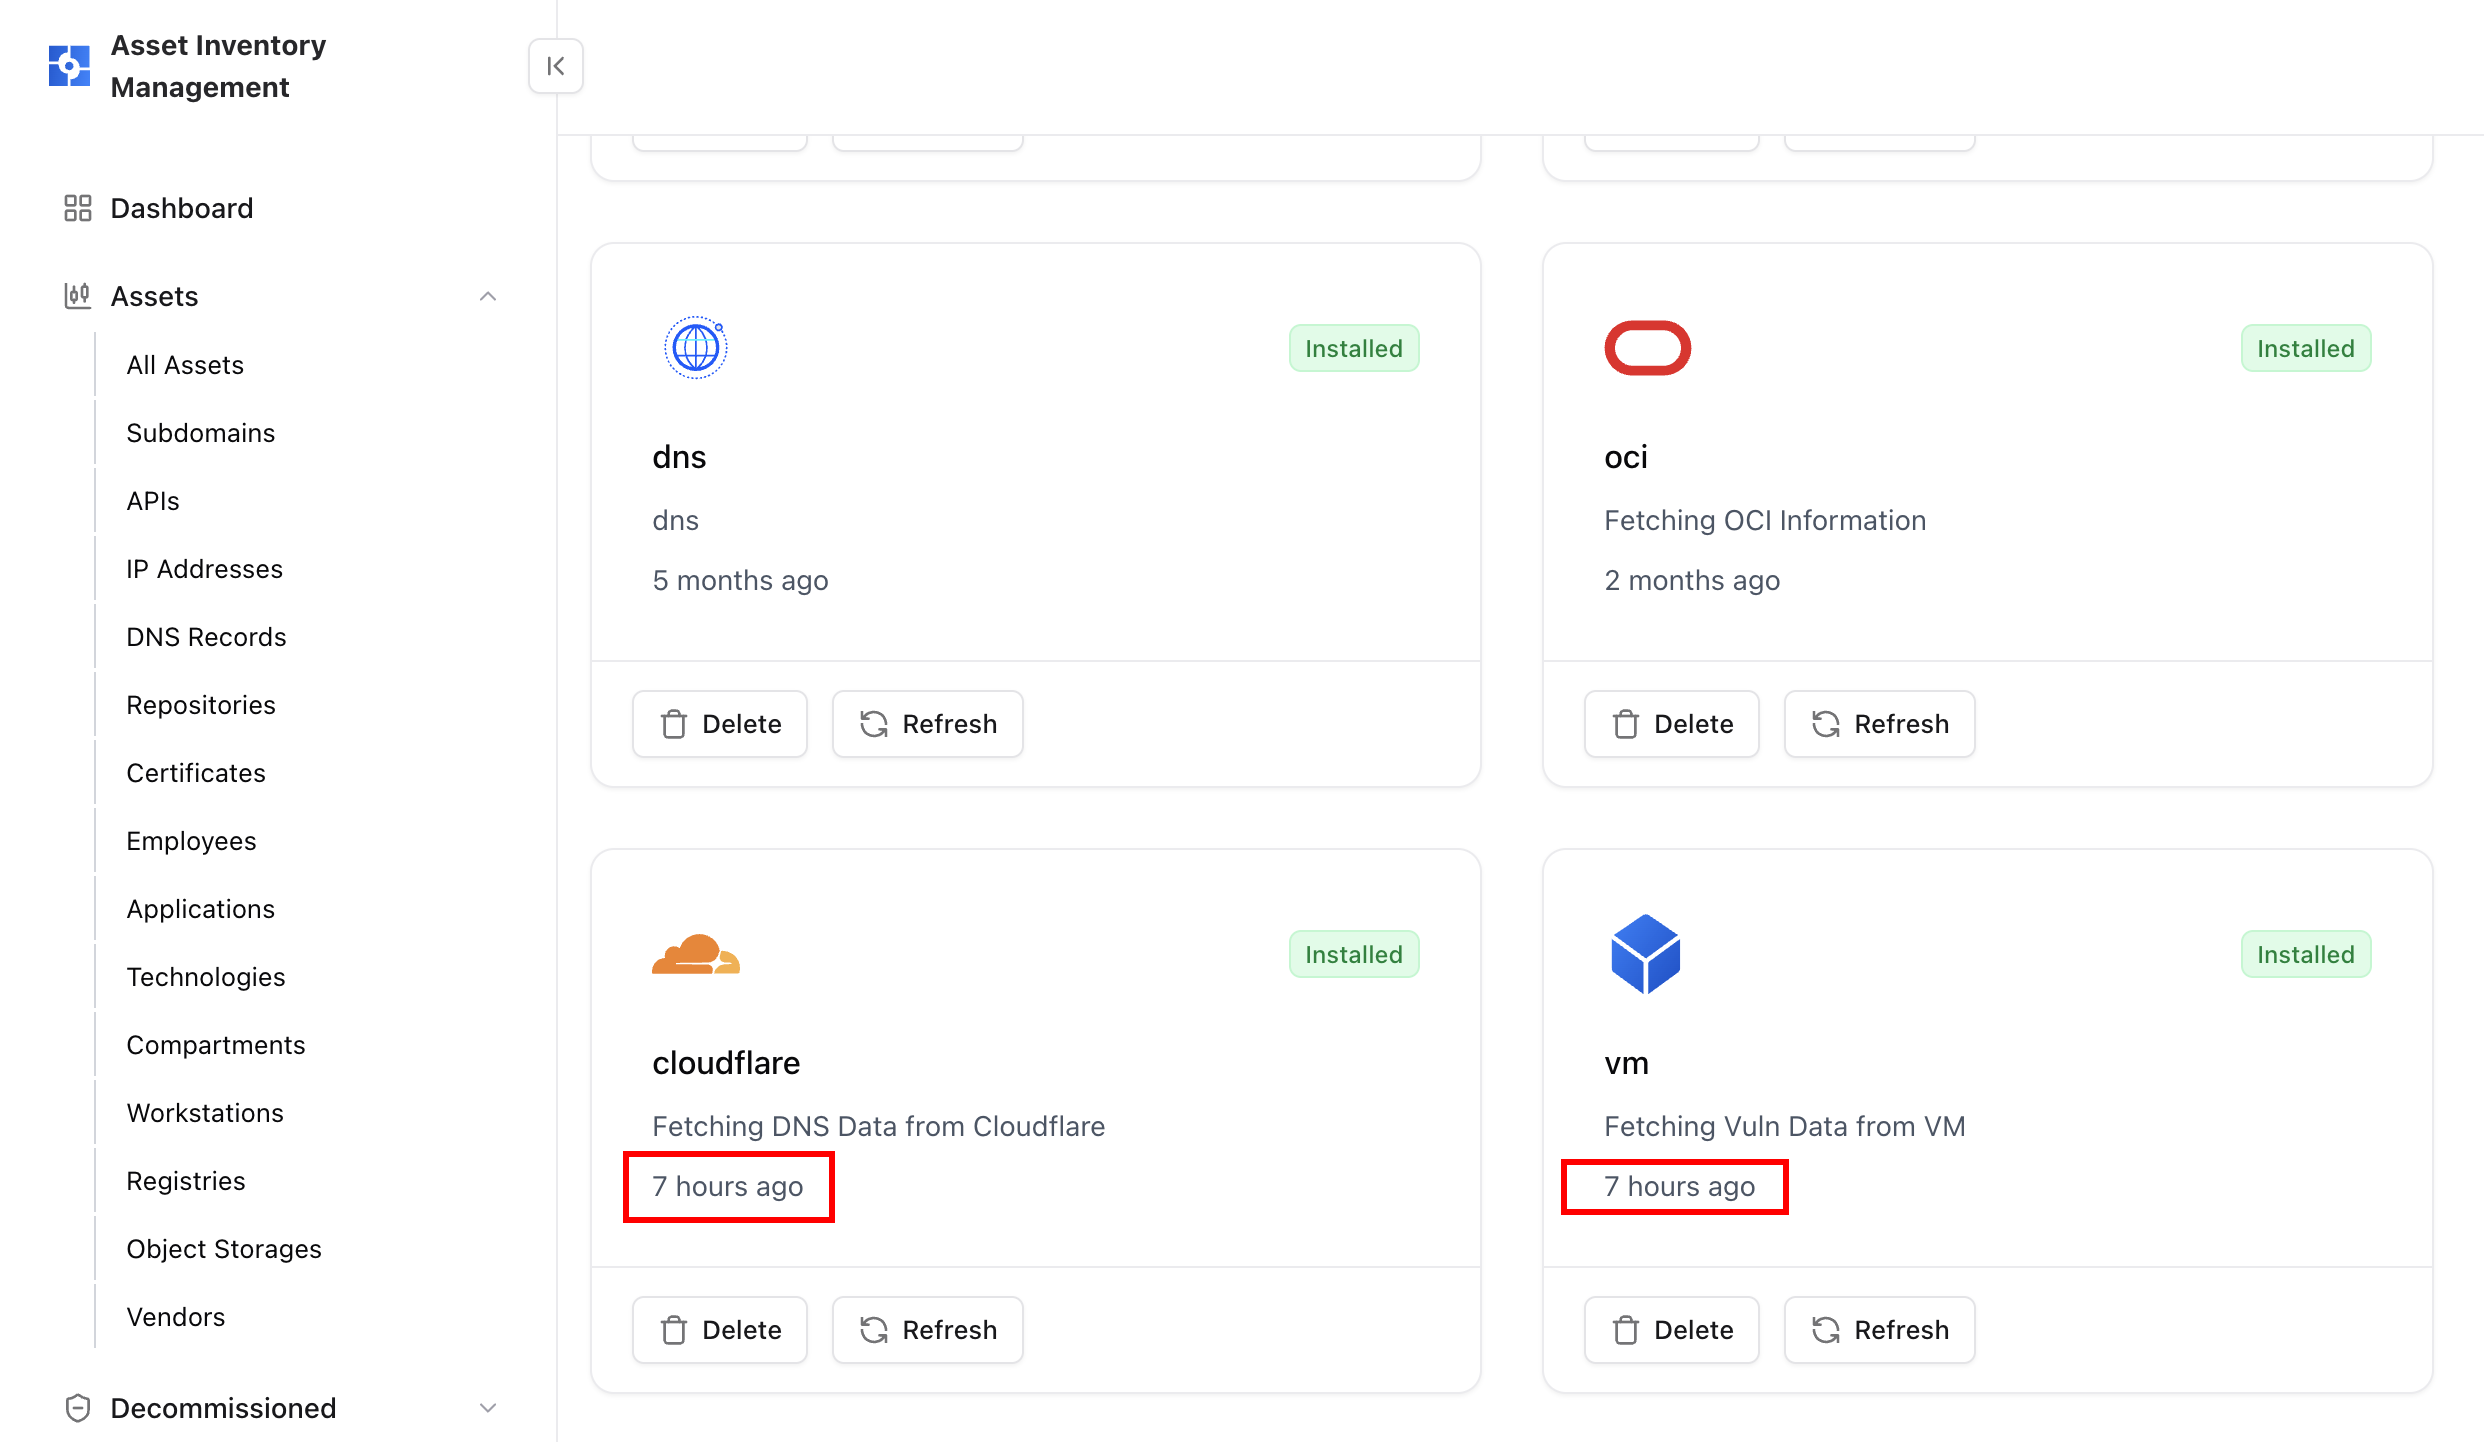 Asset Inventory
Management
Dashboard
Assets
All Assets
Subdomains
APIs
IP Addresses
DNS Records
Repositories
Certificates
Employees
Applications
Technologies
Compartments
Workstations
Registries
Object Storages
Vendors
Decommissioned
Installed
dns
dns
5 months ago
Delete
Refresh
Installed
oci
Fetching OCI Information
2 months ago
Delete
Refresh
Installed
cloudflare
Fetching DNS Data from Cloudflare
7 hours ago
Delete
Refresh
Installed
vm
Fetching Vuln Data from VM
7 hours ago
Delete
Refresh